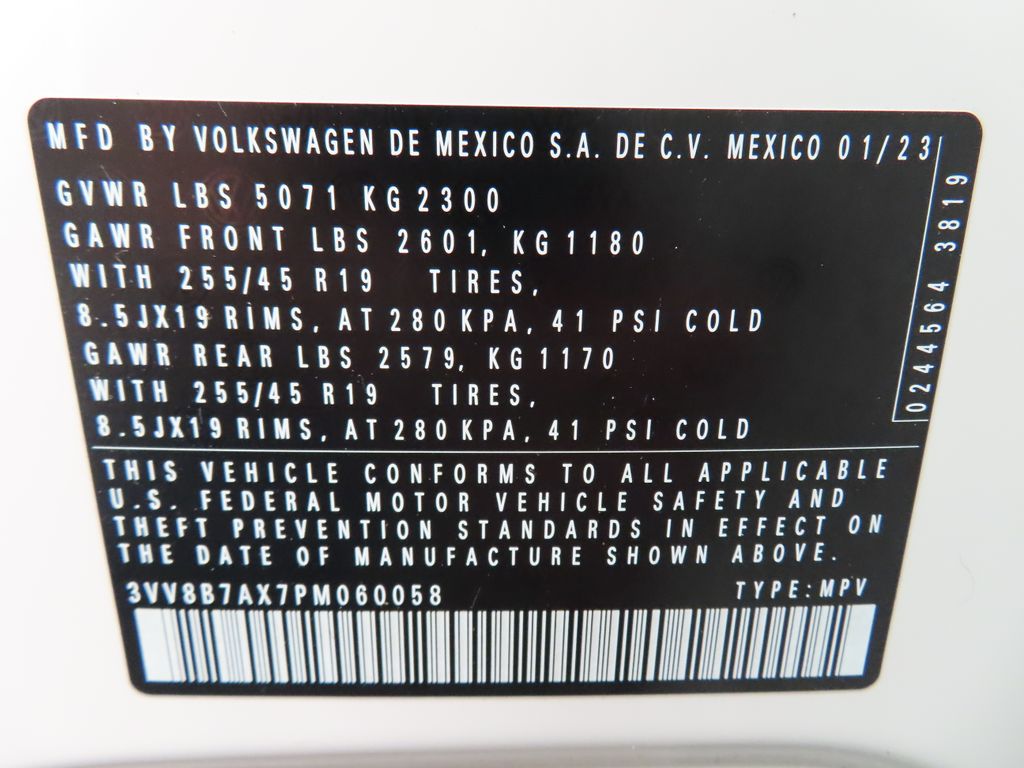 MFD BY VOLKSWAGEN DE MEXICO S.A. DE C.V. MEXICO 01/23
GVWR LBS 5071 KG 2300
GAWR FRONT LBS 2601, KG 1180
WITH 255/45 R19 TIRES,
8.5JX19 RIMS, AT 280 KPA, 41 PSI COLD
GAWR REAR LBS 2579, KG 1170
WITH 255/45 R19 TIRES,
8.5JX19 RIMS, AT 280 KPA, 41 PSI COLD
0244564 3819
THIS VEHICLE CONFORMS TO ALL APPLICABLE
U.S. FEDERAL MOTOR VEHICLE SAFETY AND
THEFT PREVENTION STANDARDS IN EFFECT ON
THE DATE OF MANUFACTURE SHOWN ABOVE.
3VV8B7AX7PM060058 TYPE: MPV